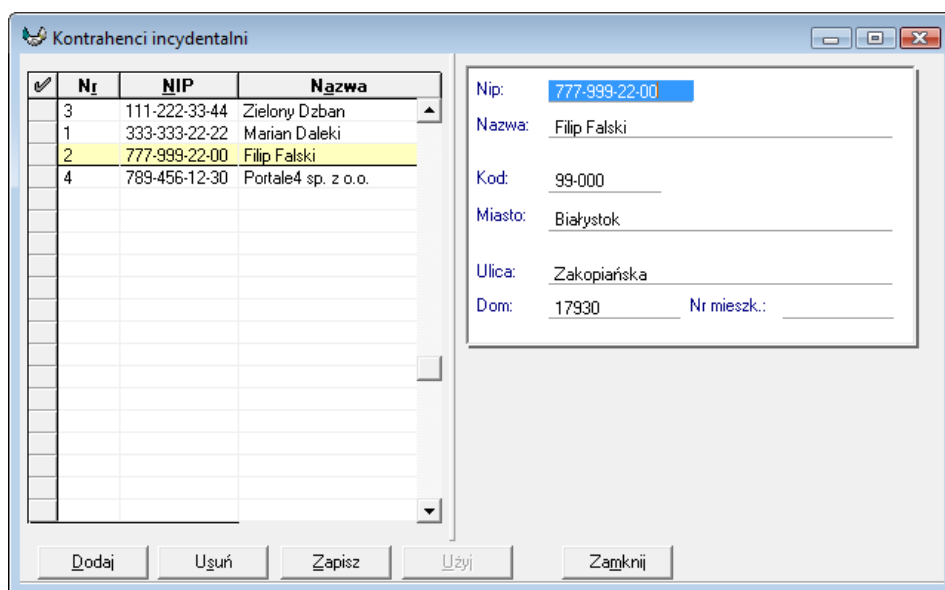 Kontrahenci incydentalni
Nr NIP Nazwa
3 111-222-33-44 Zielony Dzban
1 333-333-22-22 Marian Daleki
2 777-999-22-00 Filip Falski
4 789-456-12-30 Portale4 sp. z o.o.
Nip: 777-999-22-00
Nazwa: Filip Falski
Kod: 99-000
Miasto: Białystok
Ulica: Zakopiańska
Dom: 17930 Nr mieszk.:
Dodaj Usuń Zapisz Użyj Zamknij